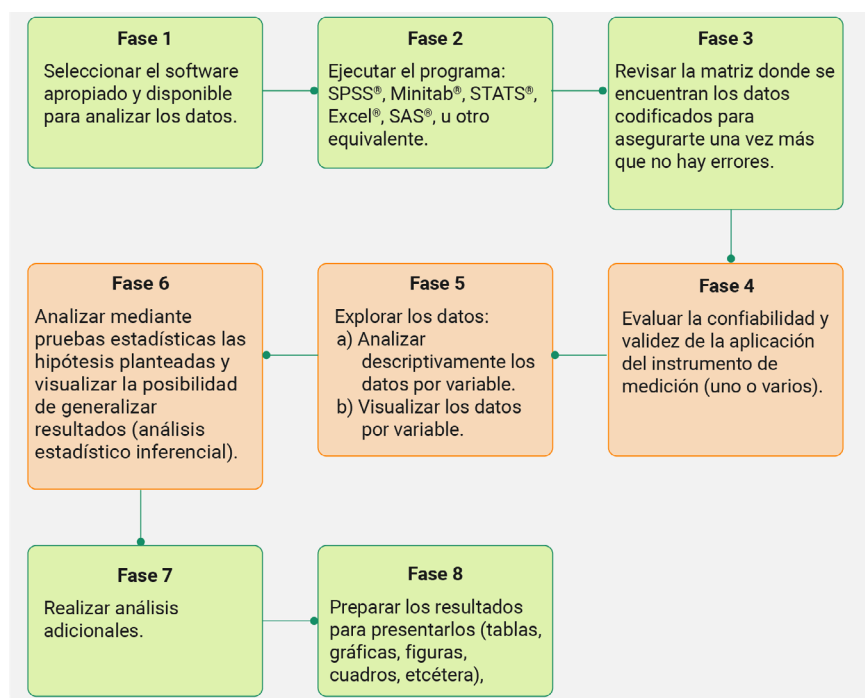 Fase 1
Seleccionar el software
apropiado y disponible
para analizar los datos.
Fase 2
Ejecutar el programa:
SPSS®, Minitab®, STATS®,
Excel®, SAS®, u otro
equivalente.
Fase 3
Revisar la matriz donde se
encuentran los datos
codificados para
asegurarte una vez más
que no hay errores.
Fase 4
Evaluar la confiabilidad y
validez de la aplicación
del instrumento de
medición (uno o varios).
Fase 5
Explorar los datos:
a) Analizar
descriptivamente los
datos por variable.
b) Visualizar los datos
por variable.
Fase 6
Analizar mediante
pruebas estadísticas las
hipótesis planteadas y
visualizar la posibilidad
de generalizar
resultados (análisis
estadístico inferencial).
Fase 7
Realizar análisis
adicionales.
Fase 8
Preparar los resultados
para presentarlos (tablas,
gráficas, figuras,
cuadros, etcétera),